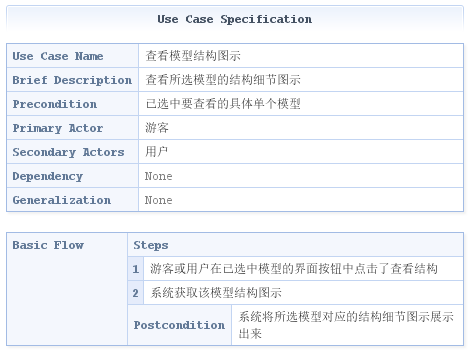 Use Case Specification
Use Case Name 查看模型结构图示
Brief Description 查看所选模型的结构细节图示
Precondition 已选中要查看的具体单个模型
Primary Actor 游客
Secondary Actors 用户
Dependency None
Generalization None
Basic Flow Steps
1 游客或用户在已选中模型的界面按钮中点击了查看结构
2 系统获取该模型结构图示
Postcondition 系统将所选模型对应的结构细节图示展示
出来